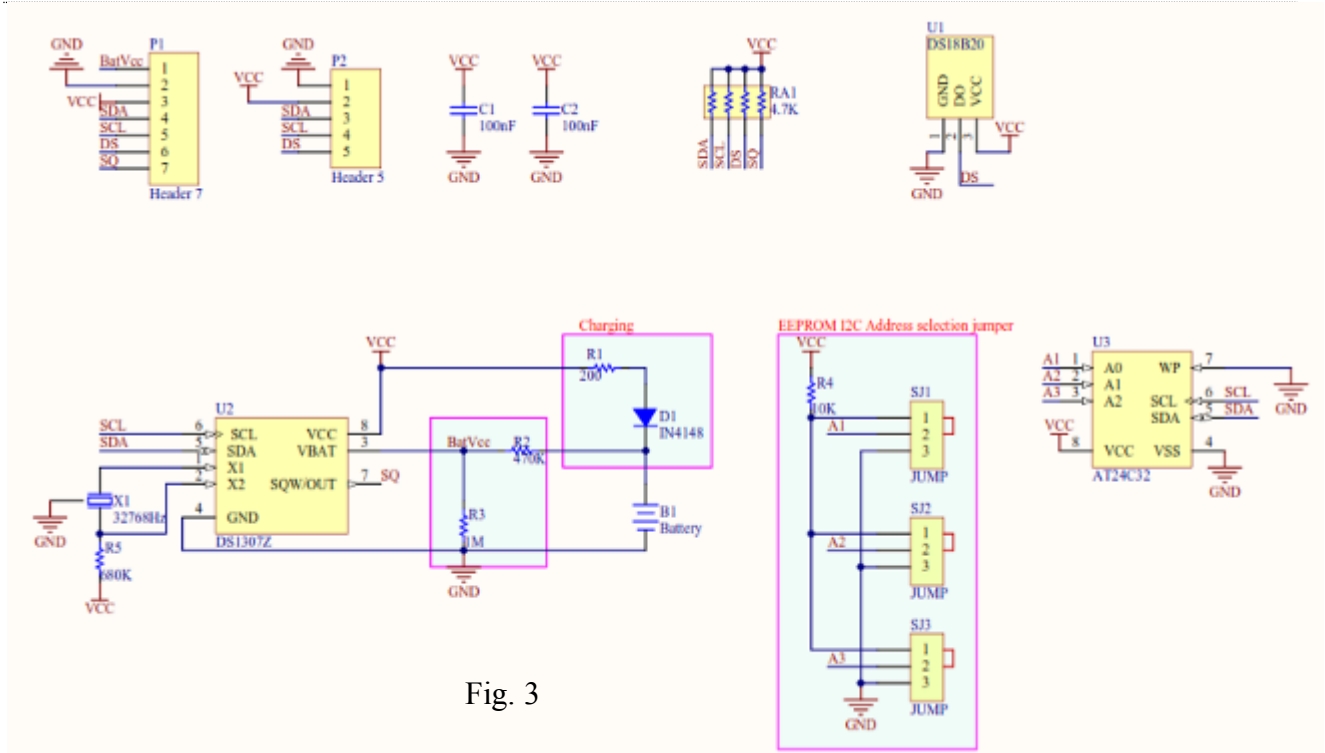 GND
P1
BatVcc
1
2
VCC
3
SDA
4
SCL
5
DS
6
SQ
7
Header 7
GND
P2
VCC
1
2
SDA
3
SCL
4
DS
5
Header 5
VCC
C1
100nF
GND
VCC
C2
100nF
GND
VCC
RA1
4.7K
SDA
SCL
DS
SQ
U1
DS18B20
GND
DO
VCC
1
2
3
VCC
GND
DS
Charging
VCC
R1
200
D1
IN4148
U2
SCL
6
SCL
VCC
8
SDA
5
SDA
VBAT
3
BatVcc
R2
470K
1
X1
2
X2
SQW/OUT
7
SQ
X1
32768Hz
4
GND
GND
DS1307Z
R5
680K
VCC
R3
1M
GND
B1
Battery
EEPROM I2C Address selection jumper
VCC
R4
10K
SJ1
1
A1
2
3
JUMP
SJ2
1
A2
2
3
JUMP
SJ3
1
A3
2
3
JUMP
GND
U3
A1
1
A0
WP
7
A2
2
A1
A3
3
A2
SCL
6
SCL
SDA
5
SDA
GND
VCC
8
VCC
VSS
4
AT24C32
GND
Fig. 3